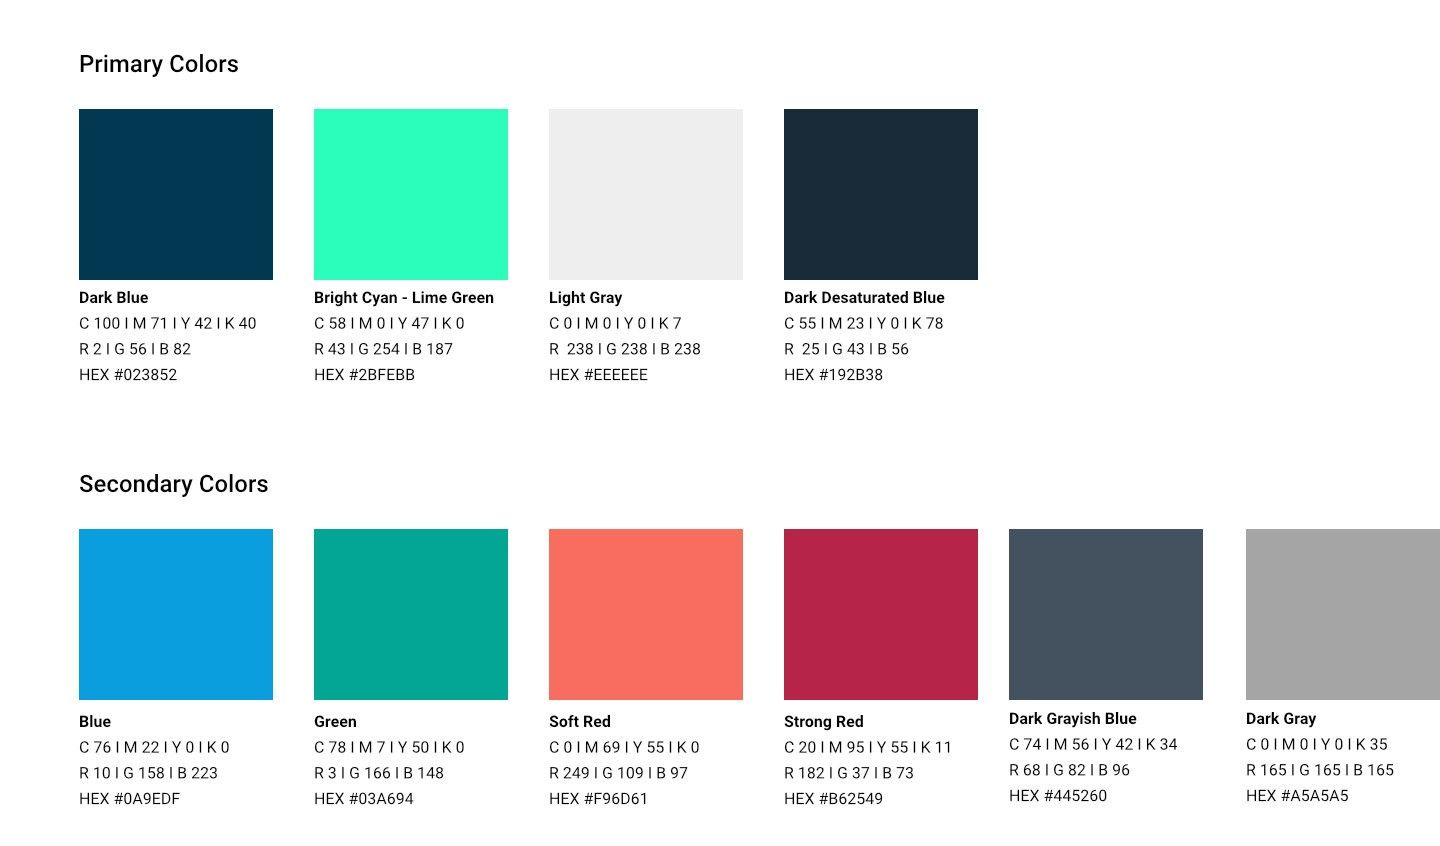 Primary Colors
Dark Blue
C 100 I M 71 I Y 42 I K 40
R 2 I G 56 I B 82
HEX #023852
Bright Cyan - Lime Green
C 58 I M 0 I Y 47 I K 0
R 43 I G 254 I B 187
HEX #2BFEBB
Light Gray
C 0 I M 0 I Y 0 I K 7
R  238 I G 238 I B 238
HEX #EEEEEE
Dark Desaturated Blue
C 55 I M 23 I Y 0 I K 78
R  25 I G 43 I B 56
HEX #192B38
Secondary Colors
Blue
C 76 I M 22 I Y 0 I K 0
R 10 I G 158 I B 223
HEX #0A9EDF
Green
C 78 I M 7 I Y 50 I K 0
R 3 I G 166 I B 148
HEX #03A694
Soft Red
C 0 I M 69 I Y 55 I K 0
R 249 I G 109 I B 97
HEX #F96D61
Strong Red
C 20 I M 95 I Y 55 I K 11
R 182 I G 37 I B 73
HEX #B62549
Dark Grayish Blue
C 74 I M 56 I Y 42 I K 34
R 68 I G 82 I B 96
HEX #445260
Dark Gray
C 0 I M 0 I Y 0 I K 35
R 165 I G 165 I B 165
HEX #A5A5A5